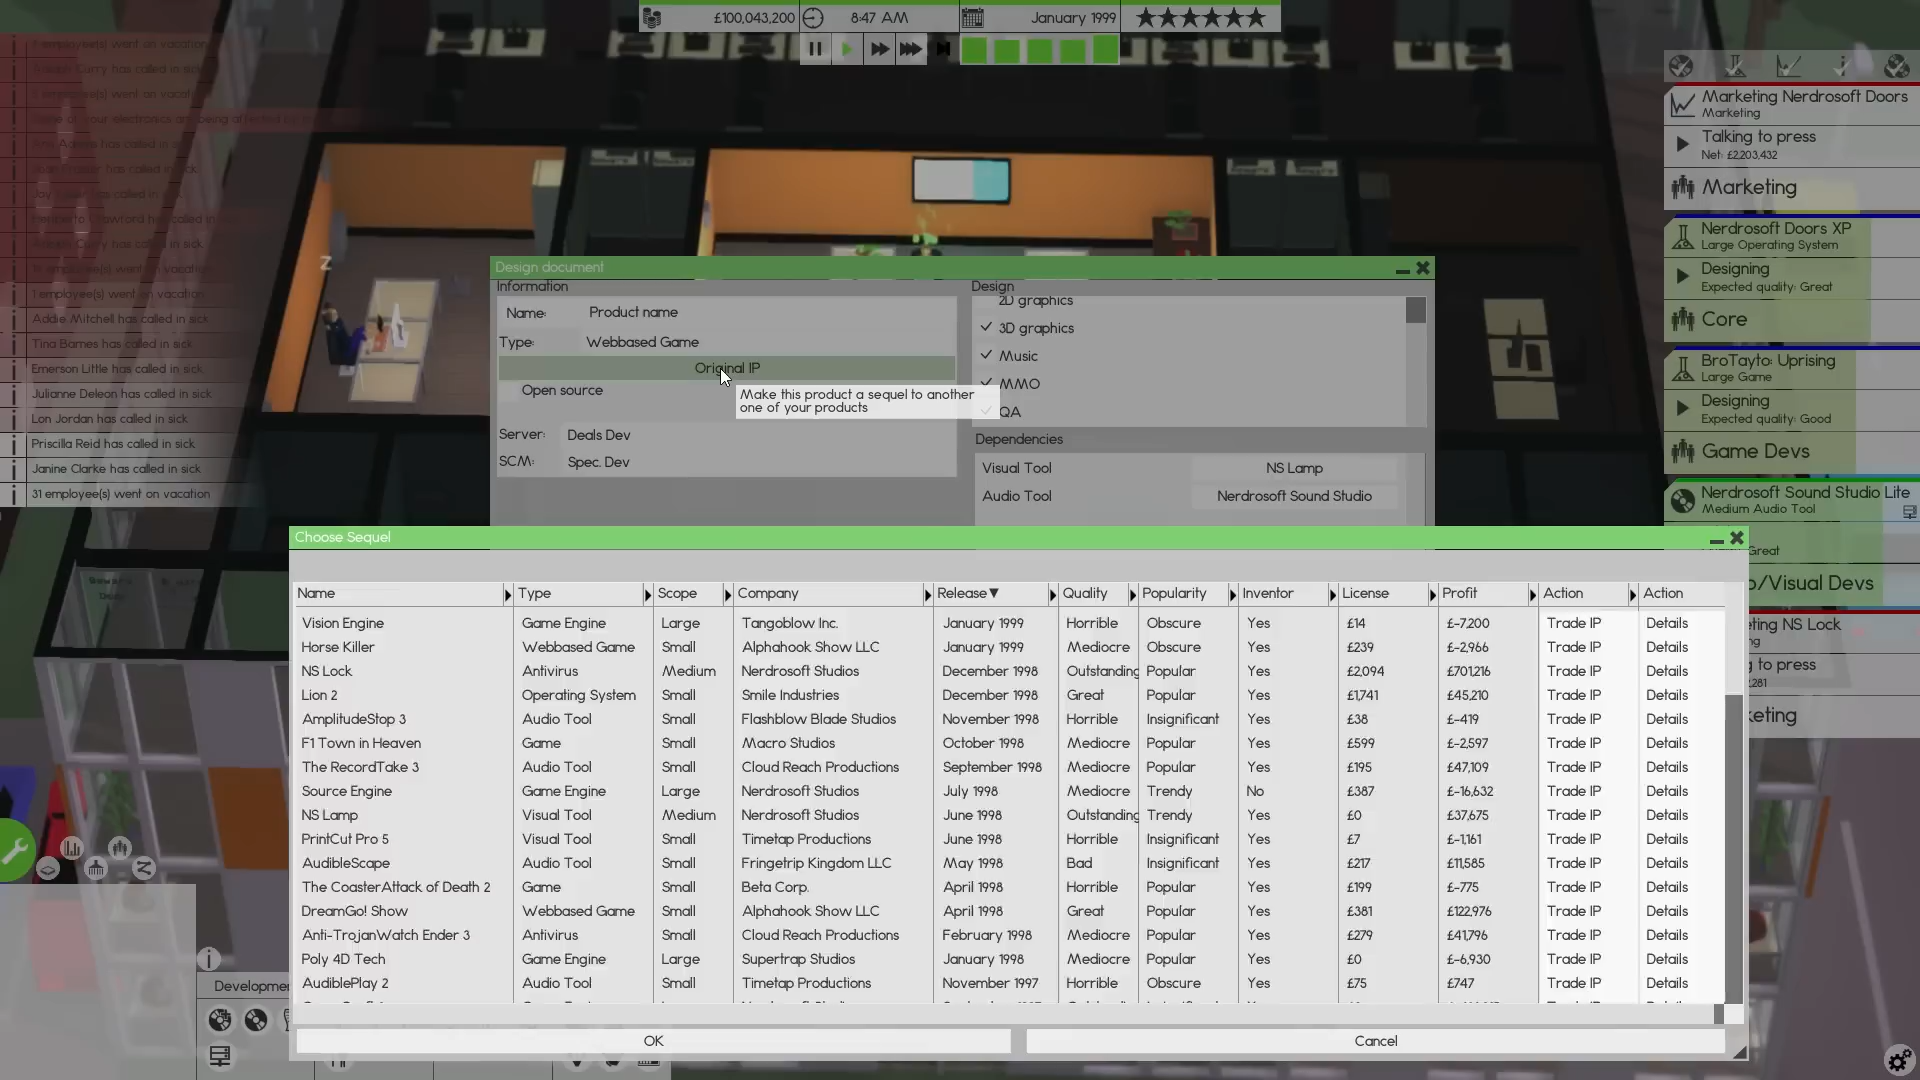 £100,043,200
8:47 AM
January 1999
31 employee(s) went on vacation
Addie Mitchell has called in sick
Tina Barnes has called in sick
Emerson Little has called in sick
Julianne Deleon has called in sick
Lon Jordan has called in sick
Priscilla Reid has called in sick
Janine Clarke has called in sick
Marketing Nerdrosoft Doors
Marketing
Talking to press
Net: £2,203,432
Marketing
Nerdrosoft Doors XP
Large Operating System
Designing
Expected quality: Great
Core
BroTayto: Uprising
Large Game
Designing
Expected quality: Good
Game Devs
Nerdrosoft Sound Studio Lite
Medium Audio Tool
Great
o/Visual Devs
eting NS Lock
g to press
keting
Design document
Information
Name: Product name
Type: Webbased Game
Original IP
Open source
Make this product a sequel to another
one of your products
Server: Deals Dev
SCM: Spec. Dev
Design
2D graphics
3D graphics
Music
MMO
QA
Dependencies
Visual Tool NS Lamp
Audio Tool Nerdrosoft Sound Studio
Choose Sequel
Name Type Scope Company Release▼ Quality Popularity Inventor License Profit Action Action
Vision Engine Game Engine Large Tangoblow Inc. January 1999 Horrible Obscure Yes £14 £-7,200 Trade IP Details
Horse Killer Webbased Game Small Alphahook Show LLC January 1999 Mediocre Obscure Yes £239 £-2,966 Trade IP Details
NS Lock Antivirus Medium Nerdrosoft Studios December 1998 Outstanding Popular Yes £2,094 £701,216 Trade IP Details
Lion 2 Operating System Small Smile Industries December 1998 Great Popular Yes £1,741 £45,210 Trade IP Details
AmplitudeStop 3 Audio Tool Small Flashblow Blade Studios November 1998 Horrible Insignificant Yes £38 £-419 Trade IP Details
F1 Town in Heaven Game Small Macro Studios October 1998 Mediocre Popular Yes £599 £-2,597 Trade IP Details
The RecordTake 3 Audio Tool Small Cloud Reach Productions September 1998 Mediocre Popular Yes £195 £47,109 Trade IP Details
Source Engine Game Engine Large Nerdrosoft Studios July 1998 Mediocre Trendy No £387 £-16,632 Trade IP Details
NS Lamp Visual Tool Medium Nerdrosoft Studios June 1998 Outstanding Trendy Yes £0 £37,675 Trade IP Details
PrintCut Pro 5 Visual Tool Small Timetap Productions June 1998 Horrible Insignificant Yes £7 £-1,161 Trade IP Details
AudibleScape Audio Tool Small Fringetrip Kingdom LLC May 1998 Bad Insignificant Yes £217 £11,585 Trade IP Details
The CoasterAttack of Death 2 Game Small Beta Corp. April 1998 Horrible Popular Yes £199 £-775 Trade IP Details
DreamGo! Show Webbased Game Small Alphahook Show LLC April 1998 Great Popular Yes £381 £122,976 Trade IP Details
Anti-TrojanWatch Ender 3 Antivirus Small Cloud Reach Productions February 1998 Mediocre Popular Yes £279 £41,796 Trade IP Details
Poly 4D Tech Game Engine Large Supertrap Studios January 1998 Mediocre Popular Yes £0 £-6,930 Trade IP Details
AudiblePlay 2 Audio Tool Small Timetap Productions November 1997 Horrible Obscure Yes £75 £747 Trade IP Details
OK
Cancel
Developme